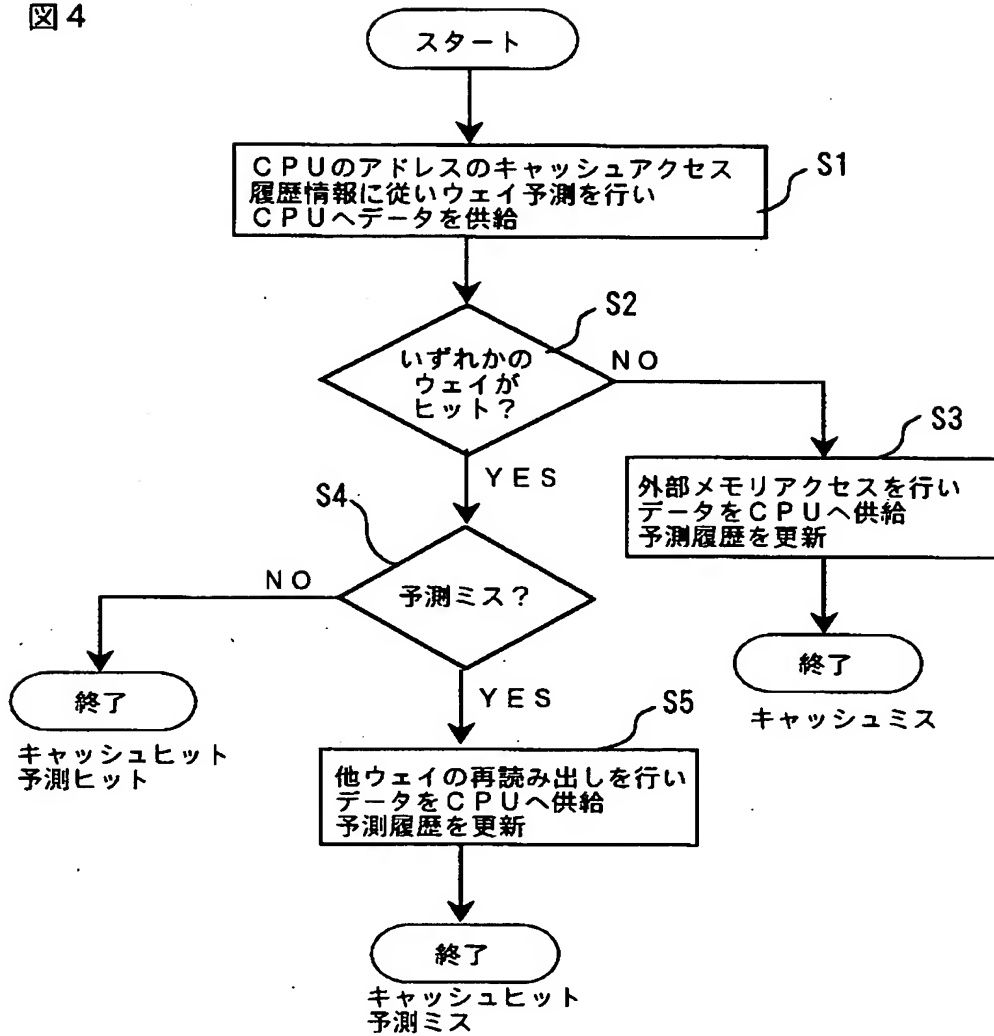 図4
スタート
CPUのアドレスのキャッシュアクセス
履歴情報に従いウェイ予測を行い
CPUへデータを供給
S1
S2
いずれかの
ウェイが
ヒット?
NO
YES
S3
外部メモリアクセスを行い
データをCPUへ供給
予測履歴を更新
終了
キャッシュミス
S4
予測ミス?
NO
終了
キャッシュヒット
予測ヒット
YES
S5
他ウェイの再読み出しを行い
データをCPUへ供給
予測履歴を更新
終了
キャッシュヒット
予測ミス